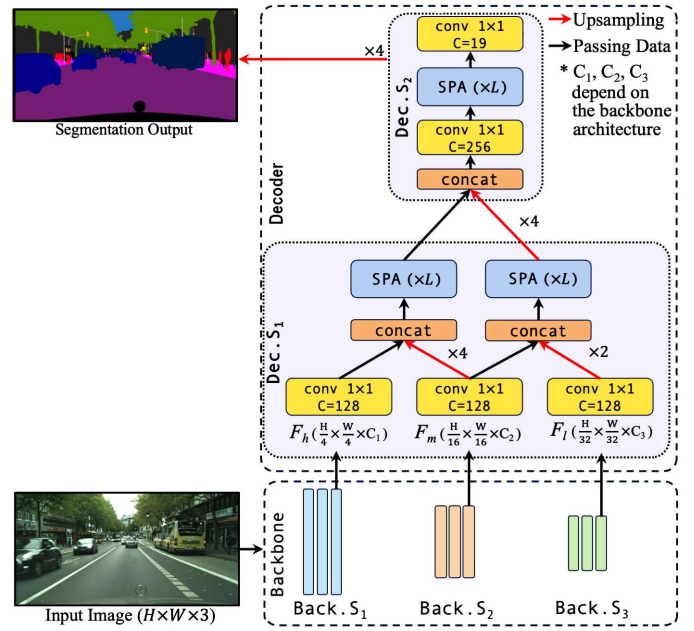 Upsampling
Passing Data
* C₁, C₂, C₃
depend on
the backbone
architecture
×4
Segmentation Output
Decoder
Dec.S₂
conv 1×1
C=19
SPA (×L)
conv 1×1
C=256
concat
×4
Dec.S₁
SPA (×L)
SPA (×L)
concat
concat
×4
×2
conv 1×1
C=128
conv 1×1
C=128
conv 1×1
C=128
F_h (H/4 × W/4 ×C₁)
F_m (H/16 × W/16 ×C₂)
F_l (H/32 × W/32 ×C₃)
Backbone
Back.S₁
Back.S₂
Back.S₃
Input Image (H×W×3)